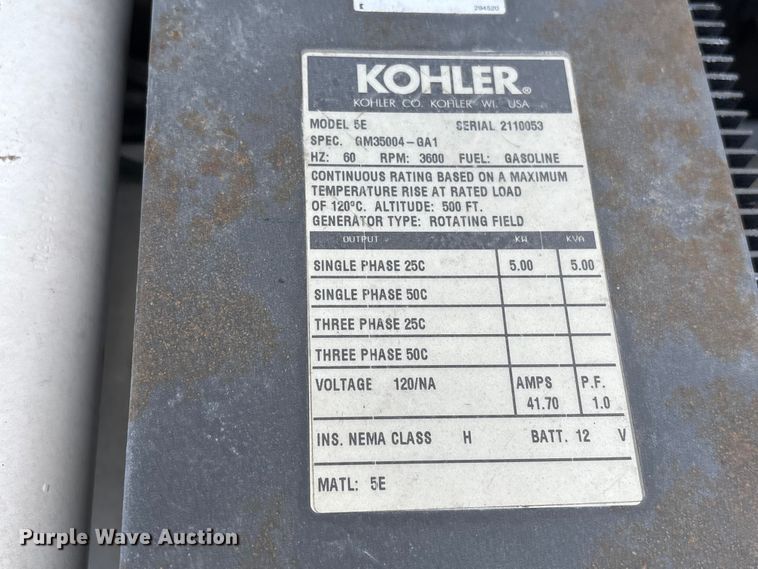 294520
KOHLER®
KOHLER CO. KOHLER WI. USA
MODEL 5E SERIAL 2110053
SPEC. GM35004-GA1
HZ: 60 RPM: 3600 FUEL: GASOLINE
CONTINUOUS RATING BASED ON A MAXIMUM
TEMPERATURE RISE AT RATED LOAD
OF 120°C. ALTITUDE: 500 FT.
GENERATOR TYPE: ROTATING FIELD
OUTPUT KW KVA
SINGLE PHASE 25C 5.00 5.00
SINGLE PHASE 50C
THREE PHASE 25C
THREE PHASE 50C
VOLTAGE 120/NA AMPS P.F.
41.70 1.0
INS. NEMA CLASS H BATT. 12 V
MATL: 5E
Purple Wave Auction